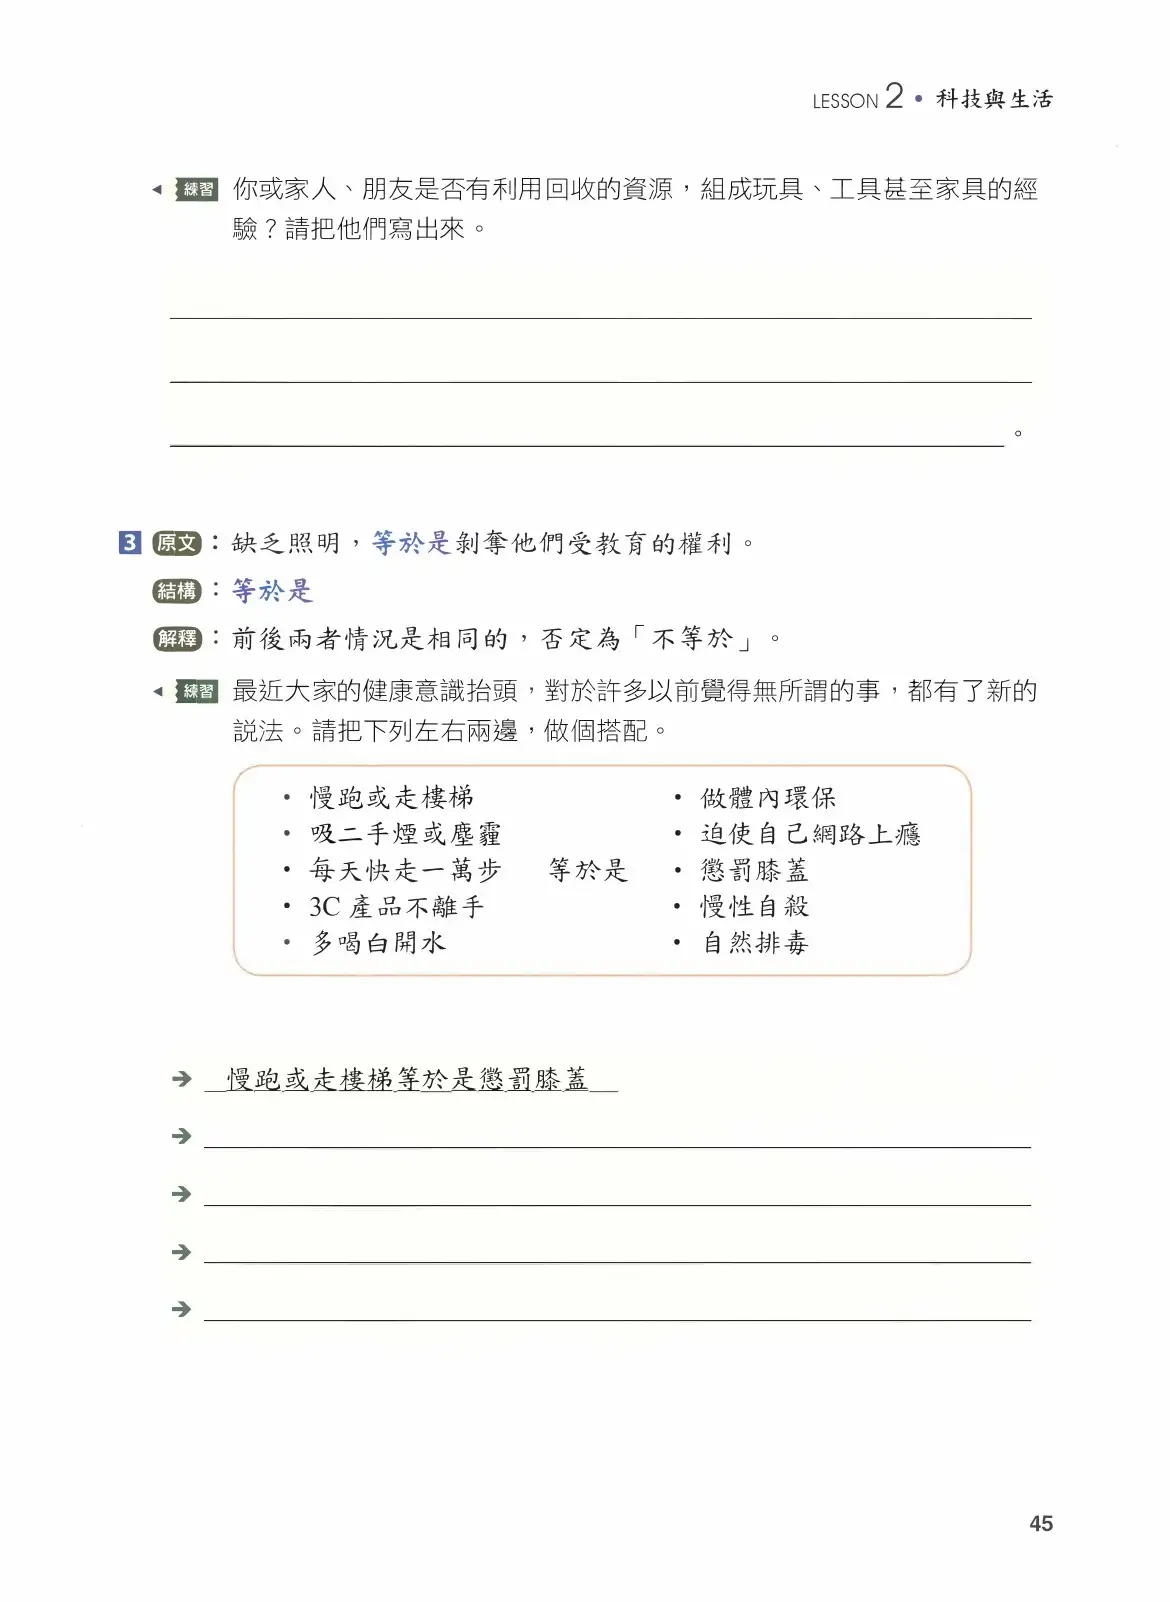 LESSON 2 • 科技與生活
練習 你或家人、朋友是否有利用回收的資源，組成玩具、工具甚至家具的經
驗？請把他們寫出來。
。
3 原文：缺乏照明，等於是剝奪他們受教育的權利。
結構：等於是
解釋：前後兩者情況是相同的，否定為「不等於」。
練習 最近大家的健康意識抬頭，對於許多以前覺得無所謂的事，都有了新的
說法。請把下列左右兩邊，做個搭配。
• 慢跑或走樓梯 • 做體內環保
• 吸二手煙或塵霾 • 迫使自己網路上癮
• 每天快走一萬步 等於是 • 懲罰膝蓋
• 3C 產品不離手 • 慢性自殺
• 多喝白開水 • 自然排毒
➔ 慢跑或走樓梯等於是懲罰膝蓋
➔
➔
➔
➔
45